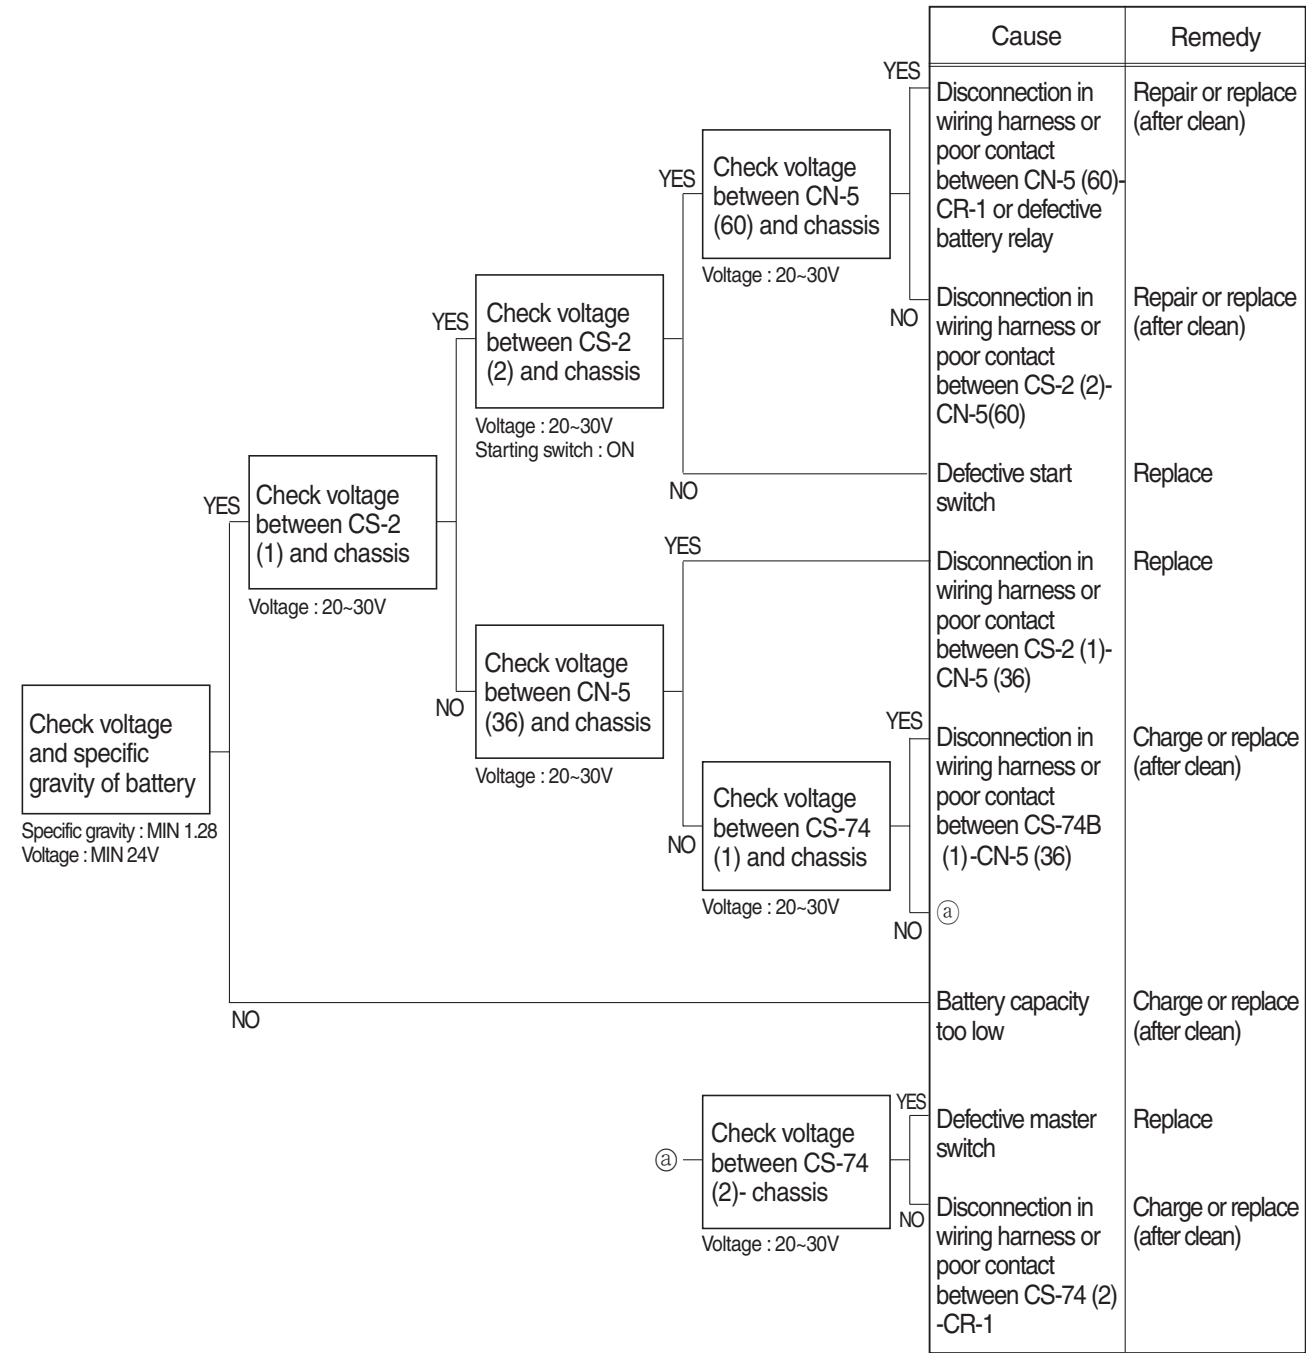 Cause
Remedy
YES
Disconnection in
wiring harness or
poor contact
between CN-5 (60)-
CR-1 or defective
battery relay
Repair or replace
(after clean)
YES
Check voltage
between CN-5
(60) and chassis
Voltage : 20~30V
NO
Disconnection in
wiring harness or
poor contact
between CS-2 (2)-
CN-5(60)
Repair or replace
(after clean)
YES
Check voltage
between CS-2
(2) and chassis
Voltage : 20~30V
Starting switch : ON
NO
Defective start
switch
Replace
YES
Check voltage
between CS-2
(1) and chassis
Voltage : 20~30V
YES
Disconnection in
wiring harness or
poor contact
between CS-2 (1)-
CN-5 (36)
Replace
NO
Check voltage
between CN-5
(36) and chassis
Voltage : 20~30V
YES
Disconnection in
wiring harness or
poor contact
between CS-74B
(1)-CN-5 (36)
Charge or replace
(after clean)
NO
Check voltage
between CS-74
(1) and chassis
Voltage : 20~30V
NO
ⓐ
Check voltage
and specific
gravity of battery
Specific gravity : MIN 1.28
Voltage : MIN 24V
NO
Battery capacity
too low
Charge or replace
(after clean)
ⓐ
Check voltage
between CS-74
(2)- chassis
Voltage : 20~30V
YES
Defective master
switch
Replace
NO
Disconnection in
wiring harness or
poor contact
between CS-74 (2)
-CR-1
Charge or replace
(after clean)